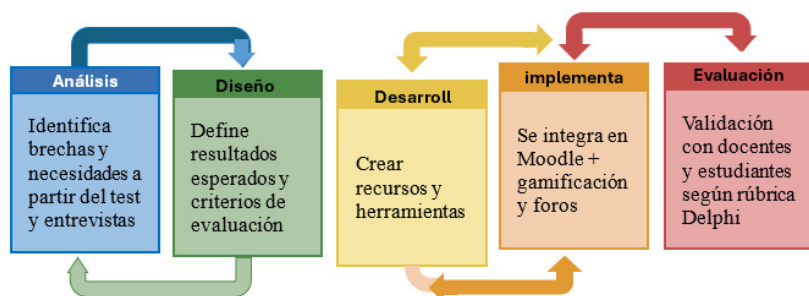 Análisis
Identifica
brechas y
necesidades a
partir del test
y entrevistas
Diseño
Define
resultados
esperados y
criterios de
evaluación
Desarroll
Crear
recursos y
herramientas
implementa
Se integra en
Moodle +
gamificación
y foros
Evaluación
Validación
con docentes
y estudiantes
según rúbrica
Delphi